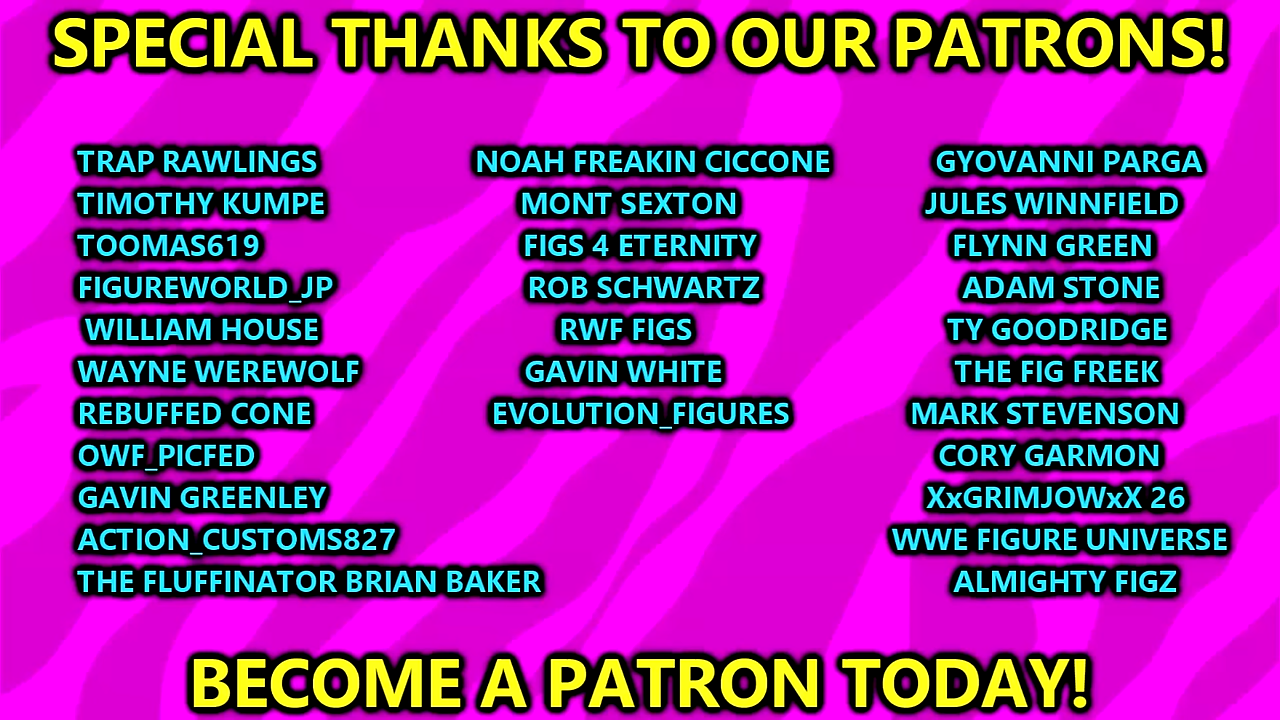 SPECIAL THANKS TO OUR PATRONS!
TRAP RAWLINGS
TIMOTHY KUMPE
TOOMAS619
FIGUREWORLD_JP
WILLIAM HOUSE
WAYNE WEREWOLF
REBUFFED CONE
OWF_PICFED
GAVIN GREENLEY
ACTION_CUSTOMS827
THE FLUFFINATOR BRIAN BAKER
NOAH FREAKIN CICCONE
MONT SEXTON
FIGS 4 ETERNITY
ROB SCHWARTZ
RWF FIGS
GAVIN WHITE
EVOLUTION_FIGURES
GYOVANNI PARGA
JULES WINNFIELD
FLYNN GREEN
ADAM STONE
TY GOODRIDGE
THE FIG FREEK
MARK STEVENSON
CORY GARMON
XxGRIMJOWxX 26
WWE FIGURE UNIVERSE
ALMIGHTY FIGZ
BECOME A PATRON TODAY!